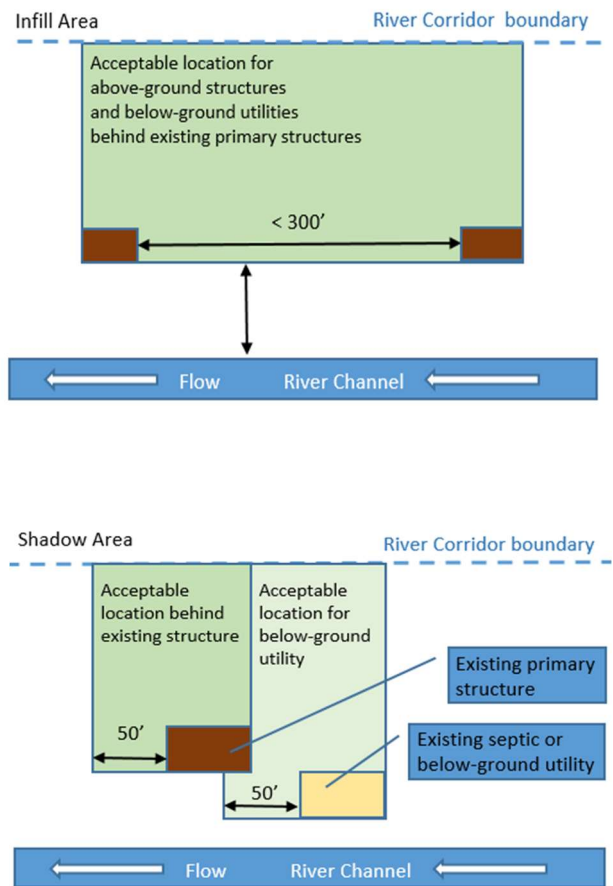 Infill Area
River Corridor boundary
Acceptable location for
above-ground structures
and below-ground utilities
behind existing primary structures
< 300’
Flow
River Channel
Shadow Area
River Corridor boundary
Acceptable
location behind
existing structure
Acceptable
location for
below-ground
utility
Existing primary
structure
50’
Existing septic or
below-ground utility
50’
Flow
River Channel